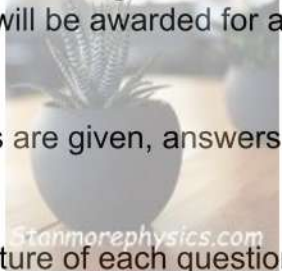 will be awarded for a
s are given, answers
Stanmorephysics.com
ture of each question